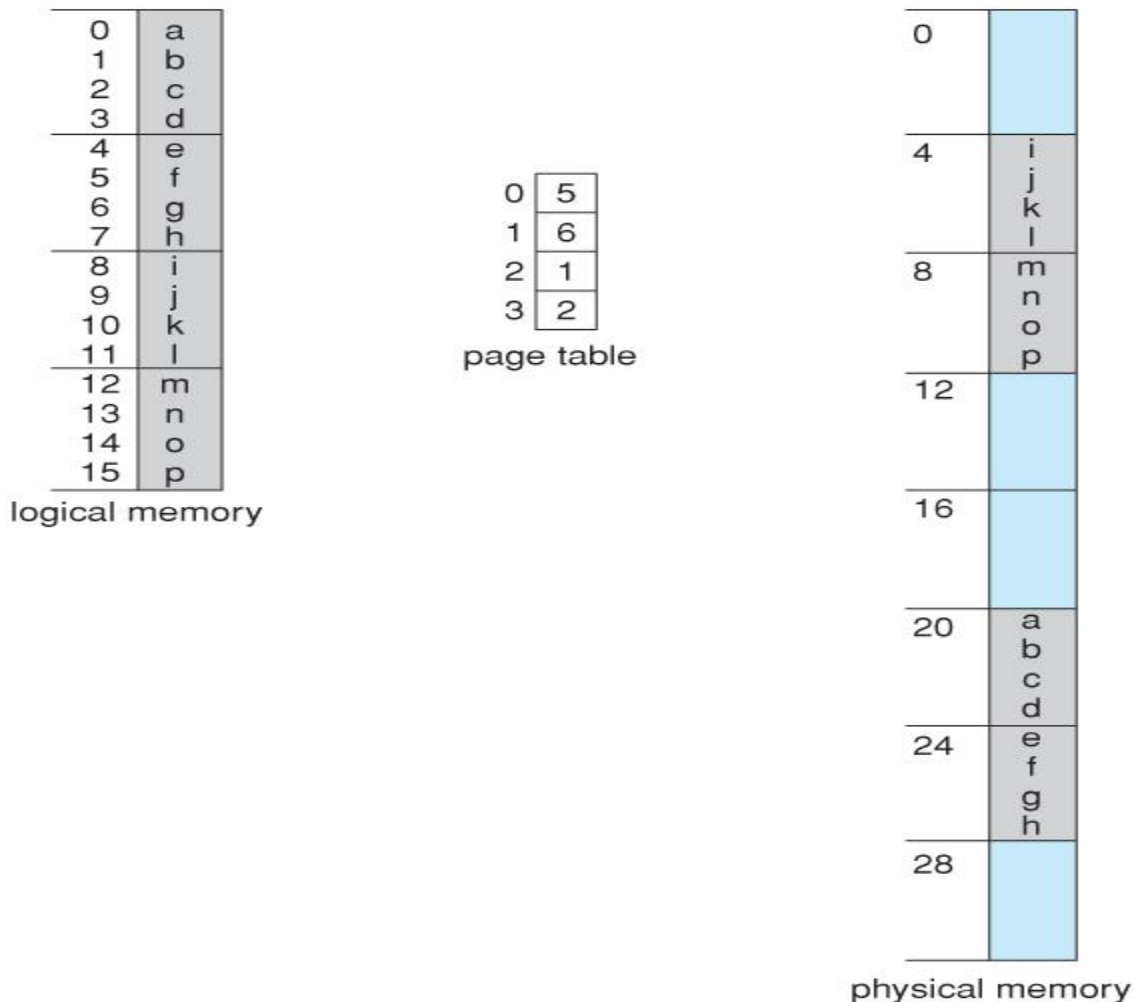 0 a
1 b
2 c
3 d
4 e
5 f
6 g
7 h
8 i
9 j
10 k
11 l
12 m
13 n
14 o
15 p
logical memory
0 5
1 6
2 1
3 2
page table
0
4 i
j
k
l
8 m
n
o
p
12
16
20 a
b
c
d
24 e
f
g
h
28
physical memory